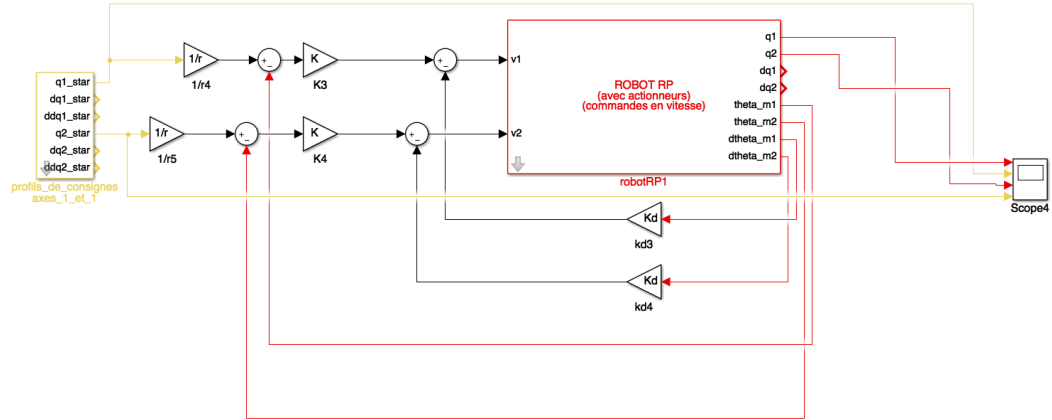 q1_star
dq1_star
ddq1_star
q2_star
dq2_star
ddq2_star
profils_de_consignes
axes_1_et_1
1/r
1/r4
1/r
1/r5
+
_
+
_
K
K3
K
K4
+
_
+
_
v1
v2
ROBOT RP
(avec actionneurs)
(commandes en vitesse)
q1
q2
dq1
dq2
theta_m1
theta_m2
dtheta_m1
dtheta_m2
robotRP1
Kd
kd3
Kd
kd4
Scope4